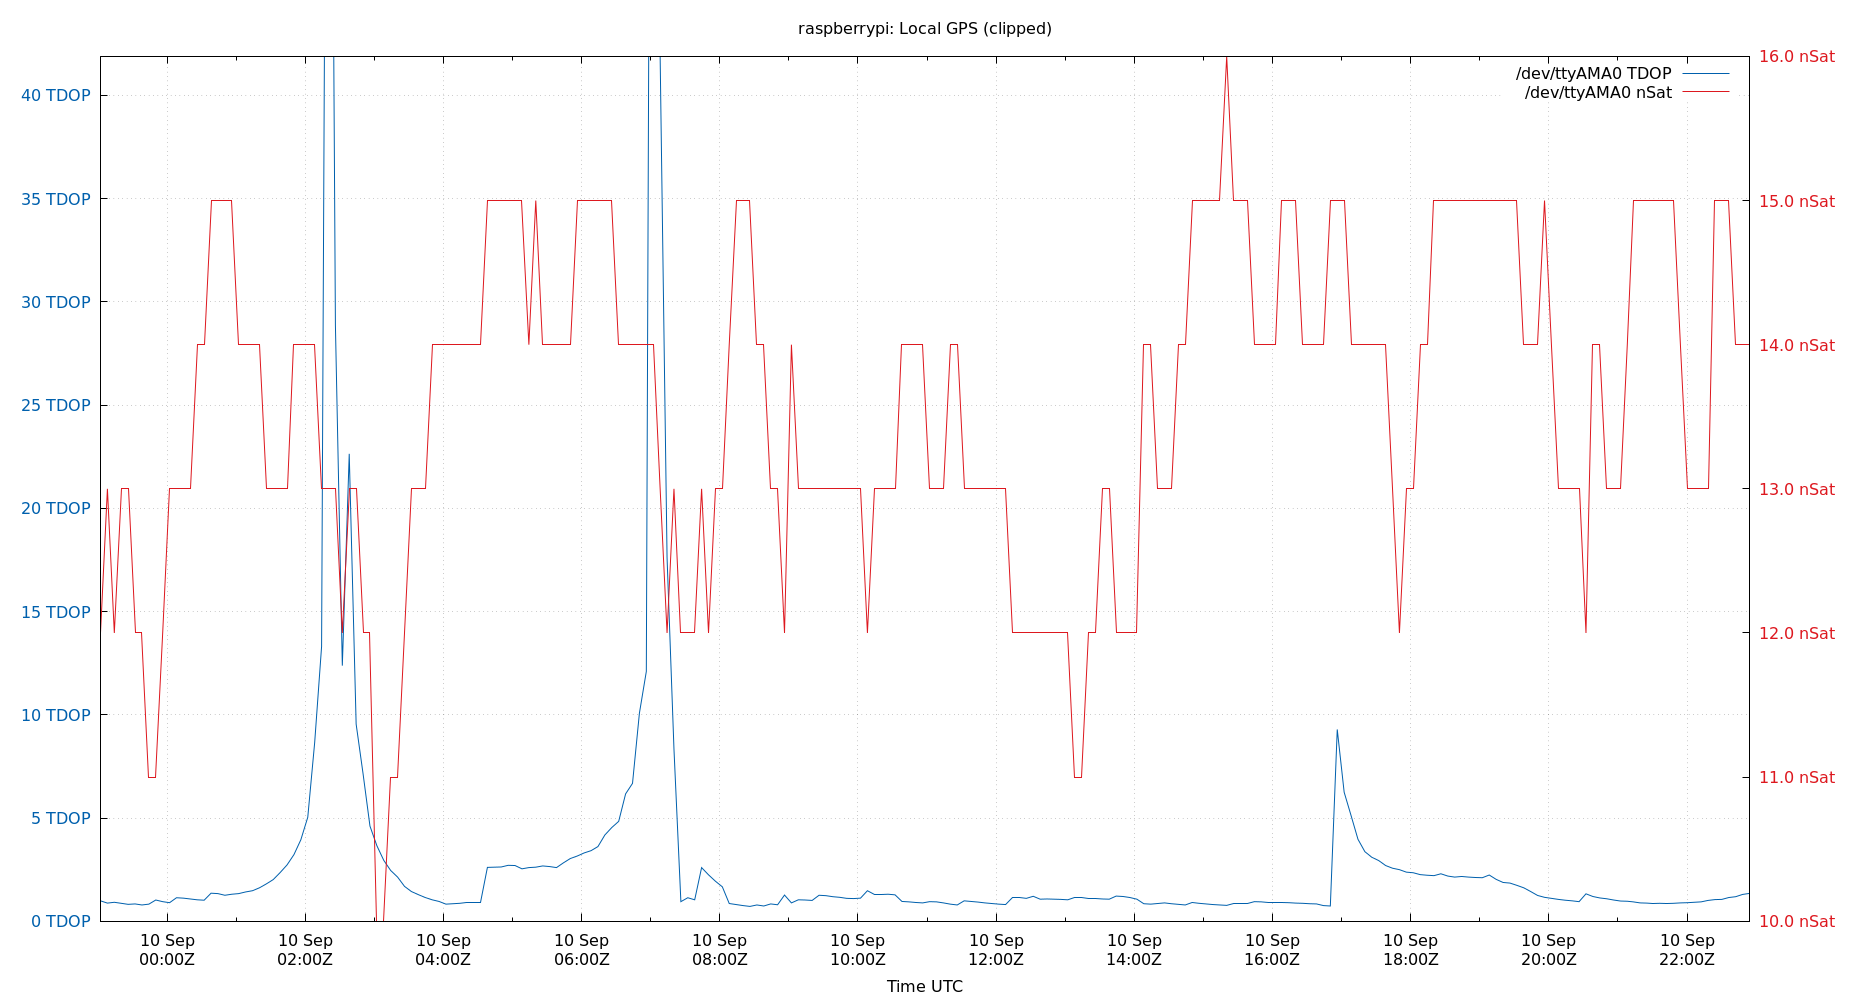 raspberrypi: Local GPS (clipped)
/dev/ttyAMA0 TDOP
/dev/ttyAMA0 nSat
40 TDOP
35 TDOP
30 TDOP
25 TDOP
20 TDOP
15 TDOP
10 TDOP
5 TDOP
0 TDOP
16.0 nSat
15.0 nSat
14.0 nSat
13.0 nSat
12.0 nSat
11.0 nSat
10.0 nSat
10 Sep 10 Sep 10 Sep 10 Sep 10 Sep 10 Sep 10 Sep 10 Sep 10 Sep 10 Sep 10 Sep 10 Sep
00:00Z 02:00Z 04:00Z 06:00Z 08:00Z 10:00Z 12:00Z 14:00Z 16:00Z 18:00Z 20:00Z 22:00Z
Time UTC